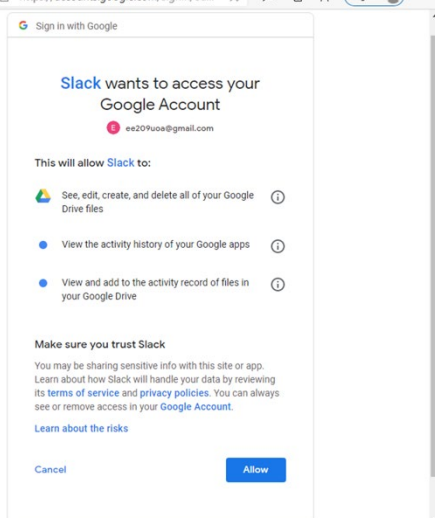 Sign in with Google
Slack wants to access your
Google Account
E ee209uoa@gmail.com
This will allow Slack to:
See, edit, create, and delete all of your Google
Drive files
View the activity history of your Google apps
View and add to the activity record of files in
your Google Drive
Make sure you trust Slack
You may be sharing sensitive info with this site or app.
Learn about how Slack will handle your data by reviewing
its terms of service and privacy policies. You can always
see or remove access in your Google Account.
Learn about the risks
Cancel
Allow